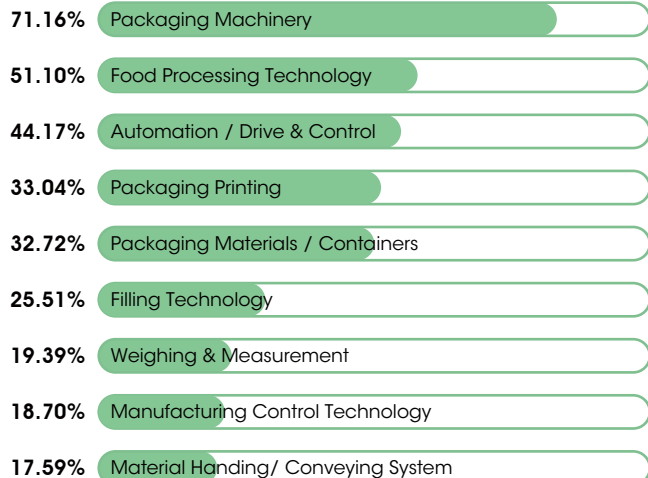 71.16% Packaging Machinery
51.10% Food Processing Technology
44.17% Automation / Drive & Control
33.04% Packaging Printing
32.72% Packaging Materials / Containers
25.51% Filling Technology
19.39% Weighing & Measurement
18.70% Manufacturing Control Technology
17.59% Material Handing/ Conveying System